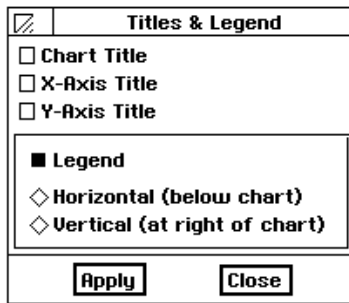 Titles & Legend
Chart Title
X-Axis Title
Y-Axis Title
Legend
Horizontal (below chart)
Vertical (at right of chart)
Apply Close